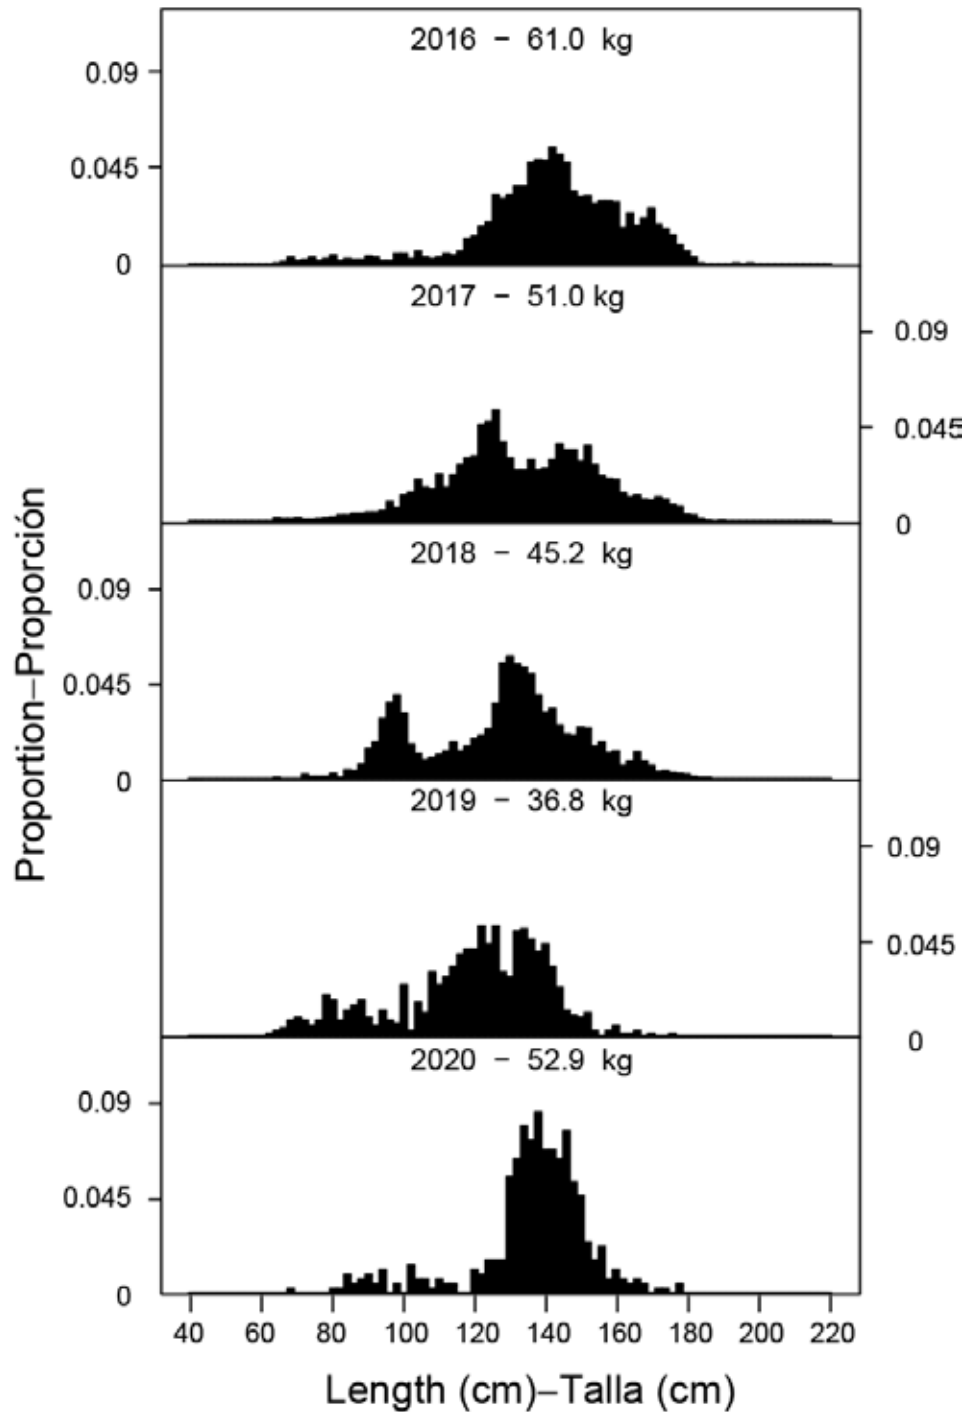 2016 – 61.0 kg
0.09
0.045
0
2017 – 51.0 kg
0.09
0.045
0
2018 – 45.2 kg
0.09
0.045
0
2019 – 36.8 kg
0.09
0.045
0
2020 – 52.9 kg
0.09
0.045
0
Proportion–Proporción
40 60 80 100 120 140 160 180 200 220
Length (cm)–Talla (cm)